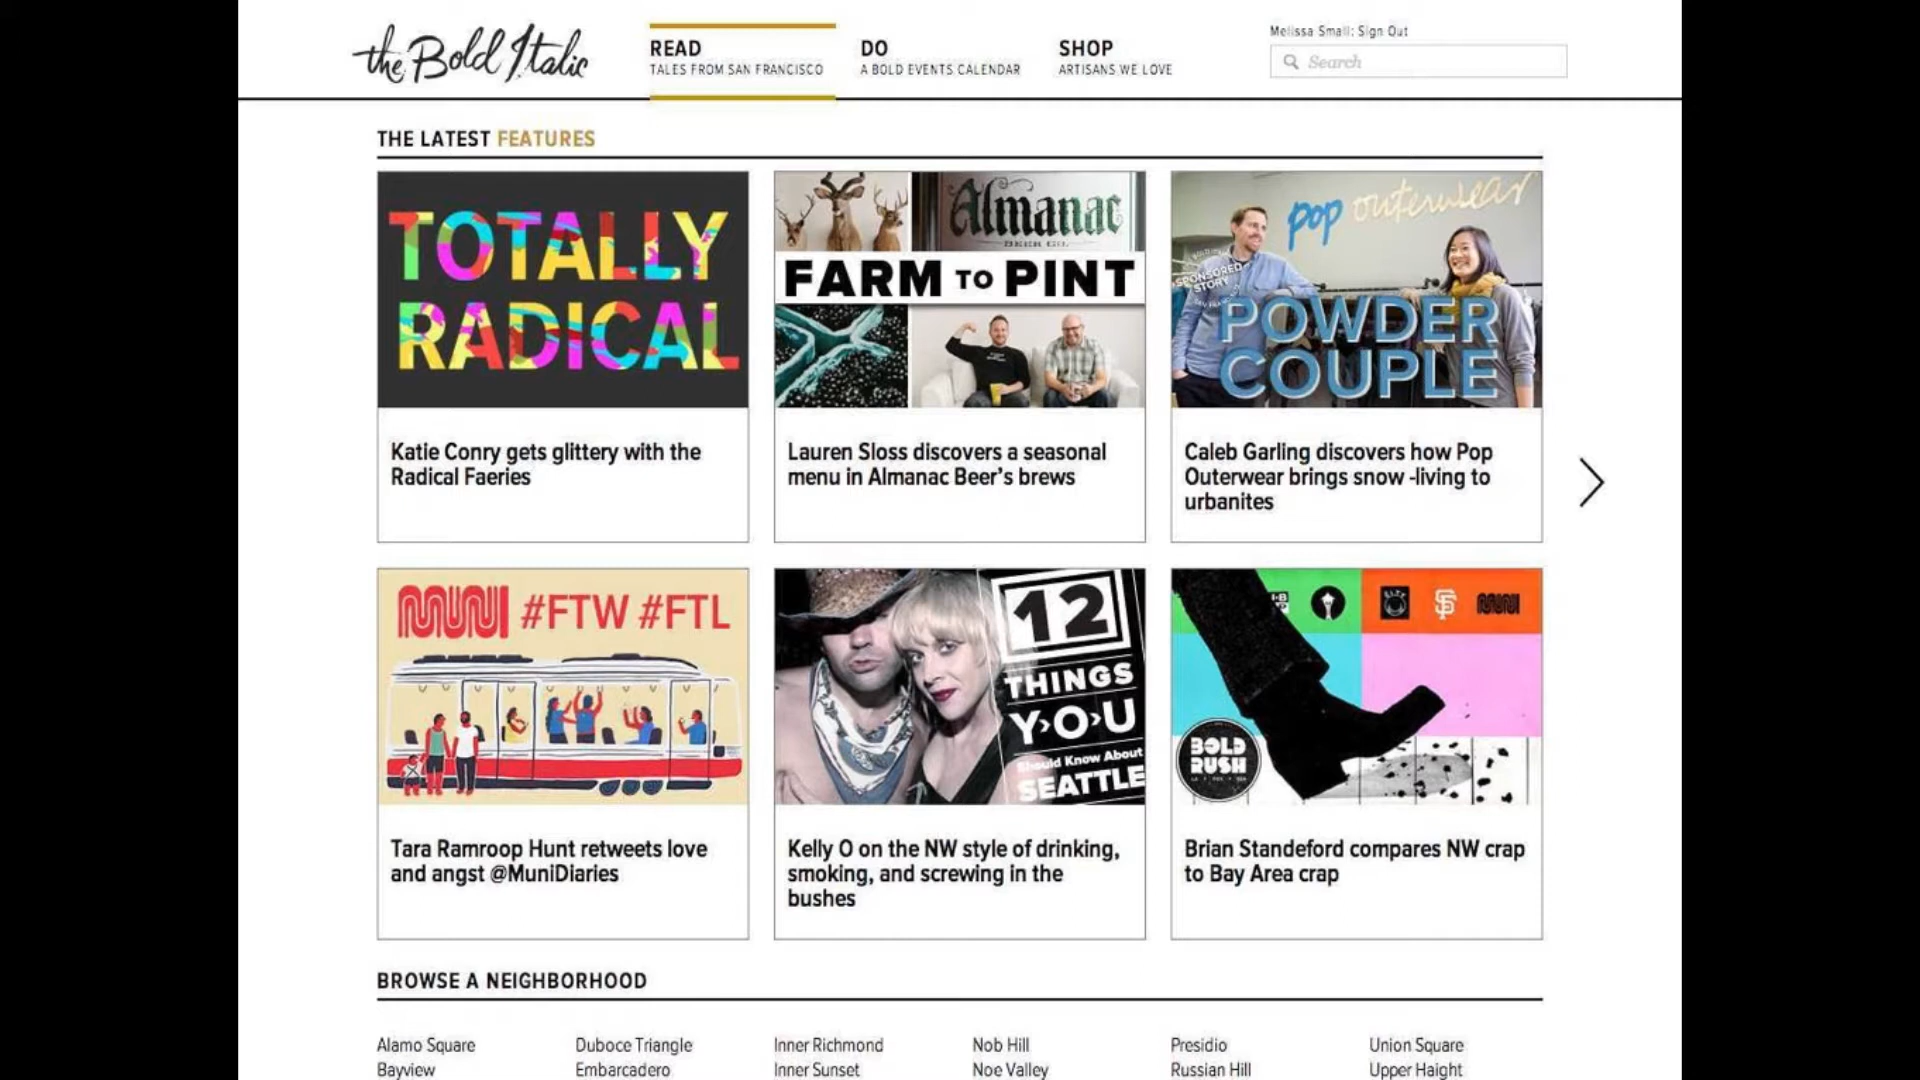 the Bold Italic
READ
TALES FROM SAN FRANCISCO
DO
A BOLD EVENTS CALENDAR
SHOP
ARTISANS WE LOVE
Melissa Small: Sign Out
Search
THE LATEST FEATURES
TOTALLY
RADICAL
Katie Conry gets glittery with the
Radical Faeries
Almanac
BEER CO.
FARM TO PINT
Lauren Sloss discovers a seasonal
menu in Almanac Beer's brews
pop outerwear
SPONSORED
STORY
POWDER
COUPLE
Caleb Garling discovers how Pop
Outerwear brings snow -living to
urbanites
MUNI #FTW #FTL
Tara Ramroop Hunt retweets love
and angst @MuniDiaries
12
THINGS
Y›O›U
Should Know About
SEATTLE
Kelly O on the NW style of drinking,
smoking, and screwing in the
bushes
SF
MUNI
BOLD
RUSH
Brian Standeford compares NW crap
to Bay Area crap
BROWSE A NEIGHBORHOOD
Alamo Square
Bayview
Duboce Triangle
Embarcadero
Inner Richmond
Inner Sunset
Nob Hill
Noe Valley
Presidio
Russian Hill
Union Square
Upper Haight